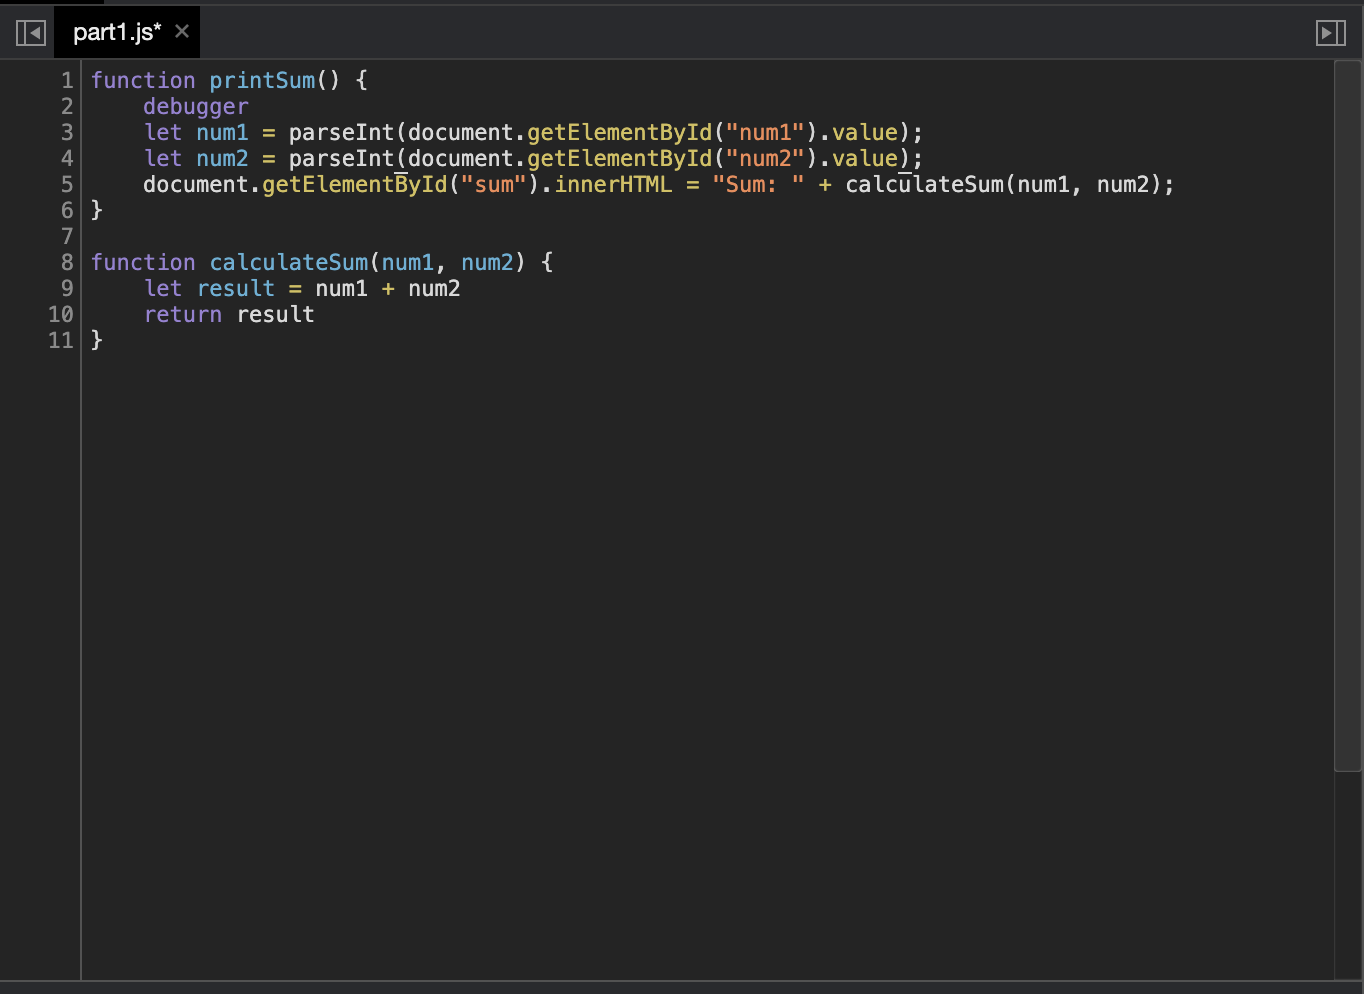 part1.js* ×
1 function printSum() {
2     debugger
3     let num1 = parseInt(document.getElementById("num1").value);
4     let num2 = parseInt(document.getElementById("num2").value);
5     document.getElementById("sum").innerHTML = "Sum: " + calculateSum(num1, num2);
6 }
7
8 function calculateSum(num1, num2) {
9     let result = num1 + num2
10     return result
11 }